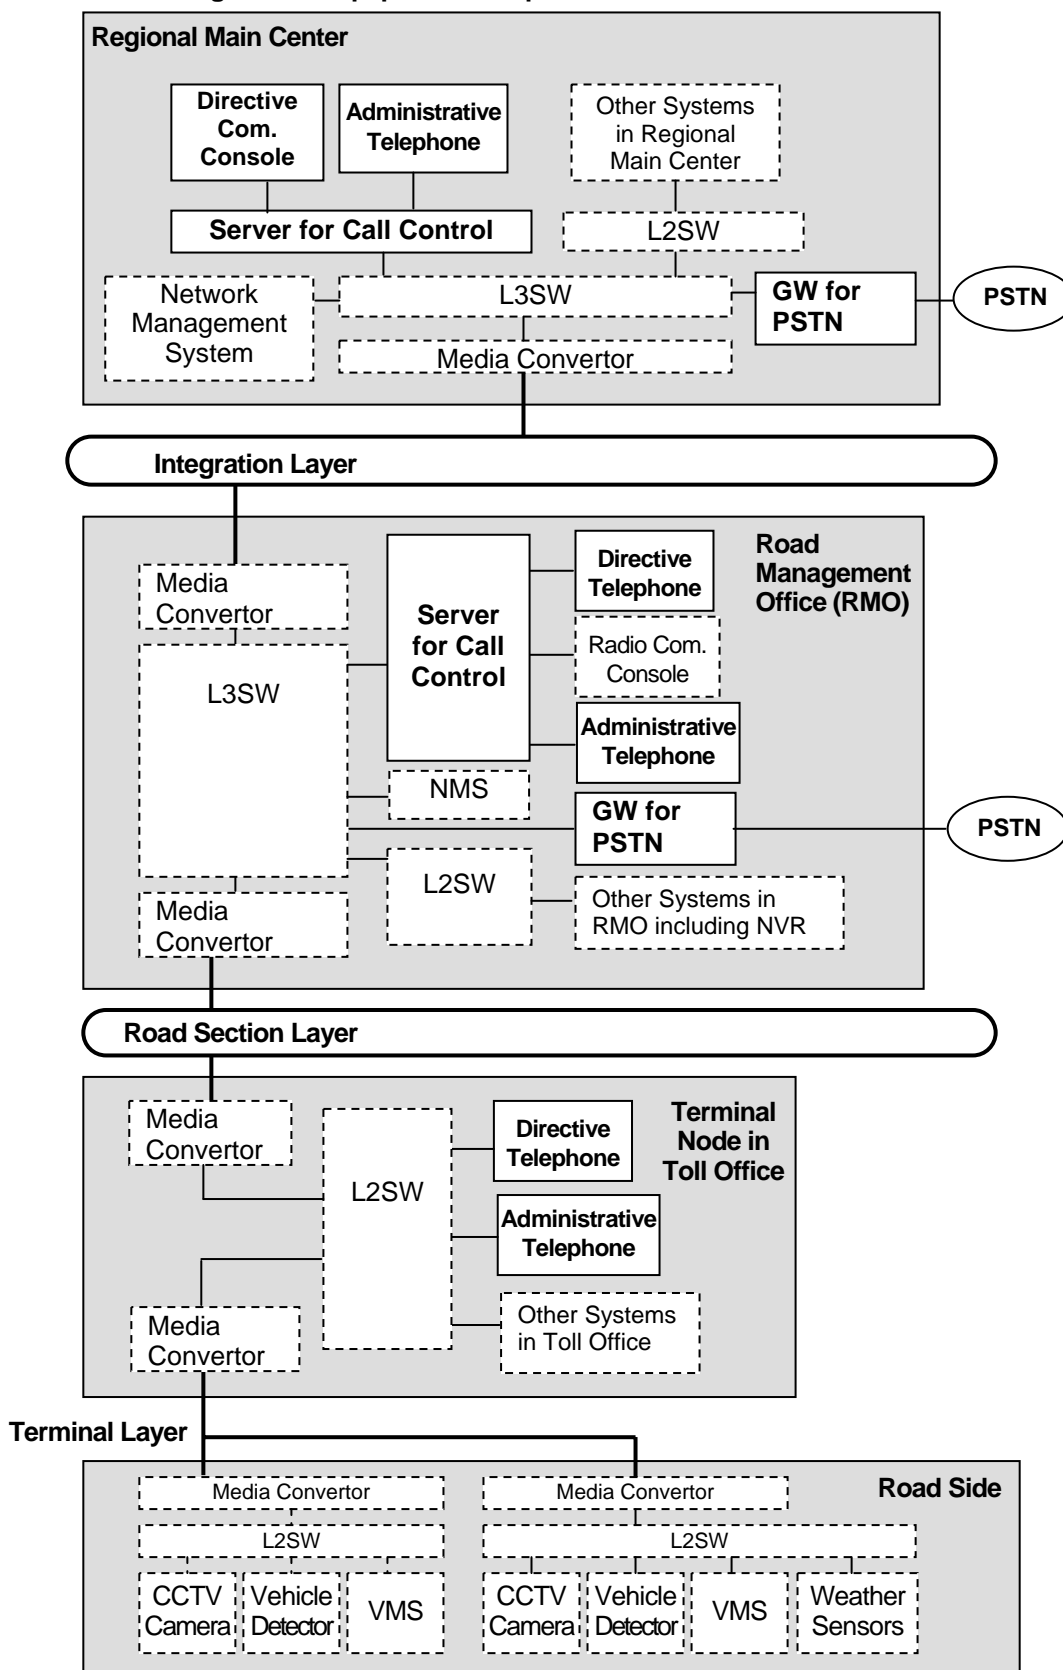 Regional Main Center
Directive
Com.
Console
Administrative
Telephone
Other Systems
in Regional
Main Center
Server for Call Control
L2SW
Network
Management
System
L3SW
GW for
PSTN
PSTN
Media Convertor
Integration Layer
Road
Management
Office (RMO)
Media
Convertor
Server
for Call
Control
Directive
Telephone
Radio Com.
Console
L3SW
Administrative
Telephone
NMS
GW for
PSTN
PSTN
L2SW
Other Systems in
RMO including NVR
Media
Convertor
Road Section Layer
Terminal
Node in
Toll Office
Media
Convertor
L2SW
Directive
Telephone
Administrative
Telephone
Other Systems
in Toll Office
Media
Convertor
Terminal Layer
Road Side
Media Convertor
Media Convertor
L2SW
L2SW
CCTV
Camera
Vehicle
Detector
VMS
CCTV
Camera
Vehicle
Detector
VMS
Weather
Sensors